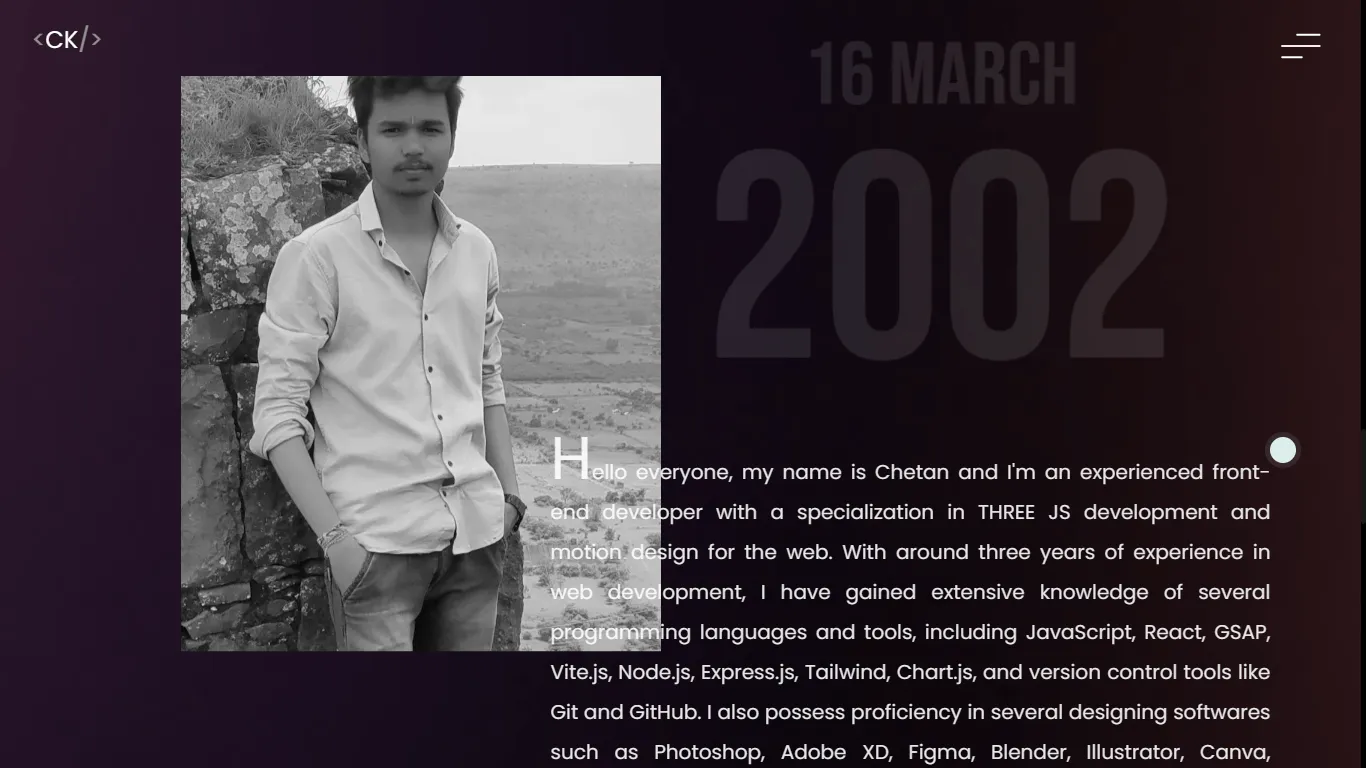 <CK/>
16 MARCH
2002
Hello everyone, my name is Chetan and I'm an experienced front-
end developer with a specialization in THREE JS development and
motion design for the web. With around three years of experience in
web development, I have gained extensive knowledge of several
programming languages and tools, including JavaScript, React, GSAP,
Vite.js, Node.js, Express.js, Tailwind, Chart.js, and version control tools like
Git and GitHub. I also possess proficiency in several designing softwares
such as Photoshop, Adobe XD, Figma, Blender, Illustrator, Canva,